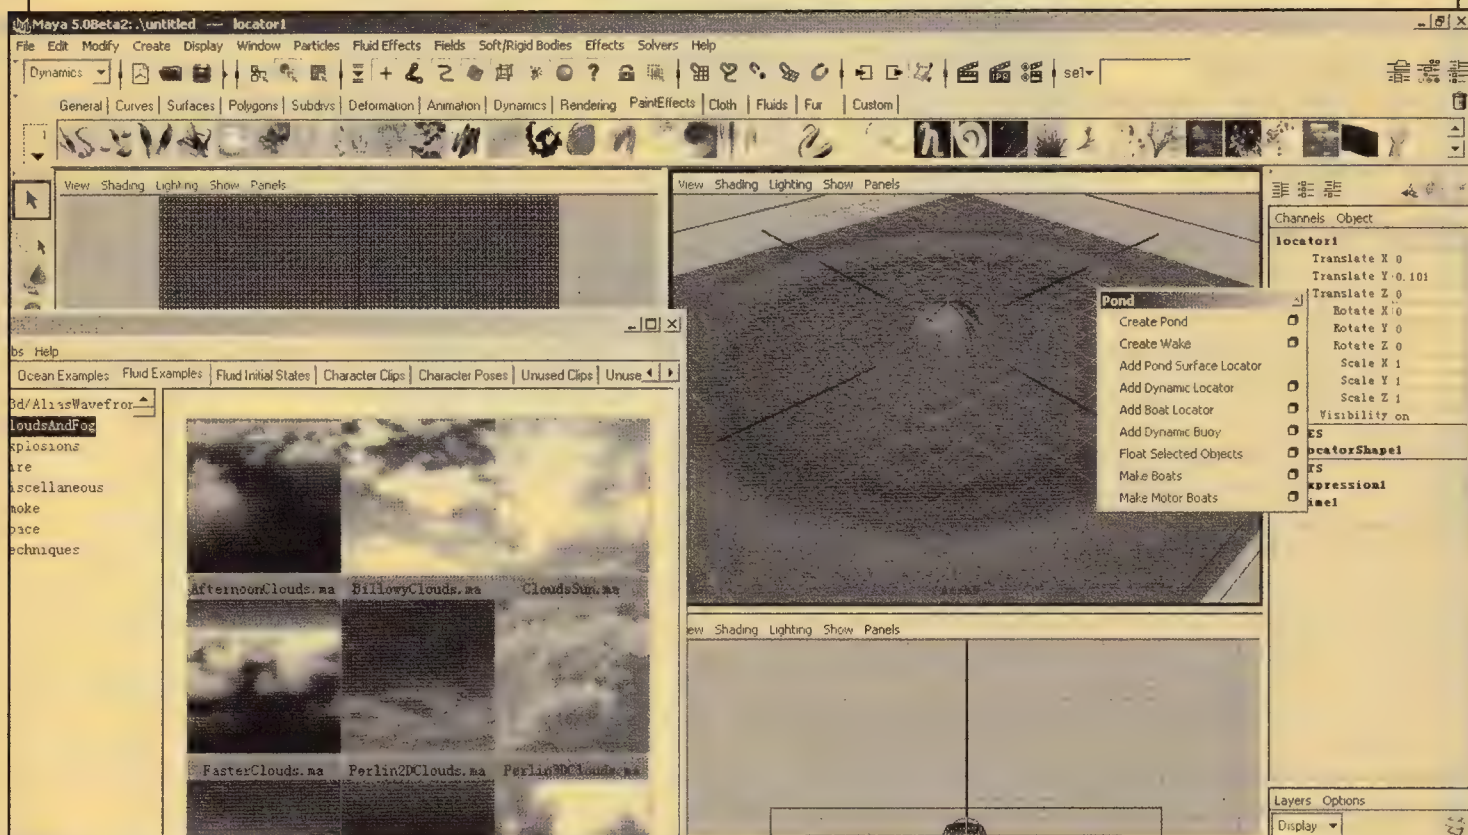 Maya 5.0Beta2: .\untitled --- locator1
File Edit Modify Create Display Window Particles Fluid Effects Fields Soft/Rigid Bodies Effects Solvers Help
Dynamics sel
General Curves Surfaces Polygons Subdivs Deformation Animation Dynamics Rendering PaintEffects Cloth Fluids Fur Custom
View Shading Lighting Show Panels
View Shading Lighting Show Panels
Channels Object
locator1
Translate X 0
Translate Y 0.101
Translate Z 0
Rotate X 0
Rotate Y 0
Rotate Z 0
Scale X 1
Scale Y 1
Scale Z 1
Visibility on
ES
ocatorShape1
TS
xpression1
ime1
Pond
Create Pond
Create Wake
Add Pond Surface Locator
Add Dynamic Locator
Add Boat Locator
Add Dynamic Buoy
Float Selected Objects
Make Boats
Make Motor Boats
bs Help
Ocean Examples Fluid Examples Fluid Initial States Character Clips Character Poses Unused Clips Unuse
3d/AliasWavefron
loudsAndFog
xplosions
ire
iscellaneous
moke
pace
echniques
AfternoonClouds.ma BillowyClouds.ma CloudsSun.ma
FasterClouds.ma Perlin2DClouds.ma Perlin3DClouds.ma
ew Shading Lighting Show Panels
Layers Options
Display